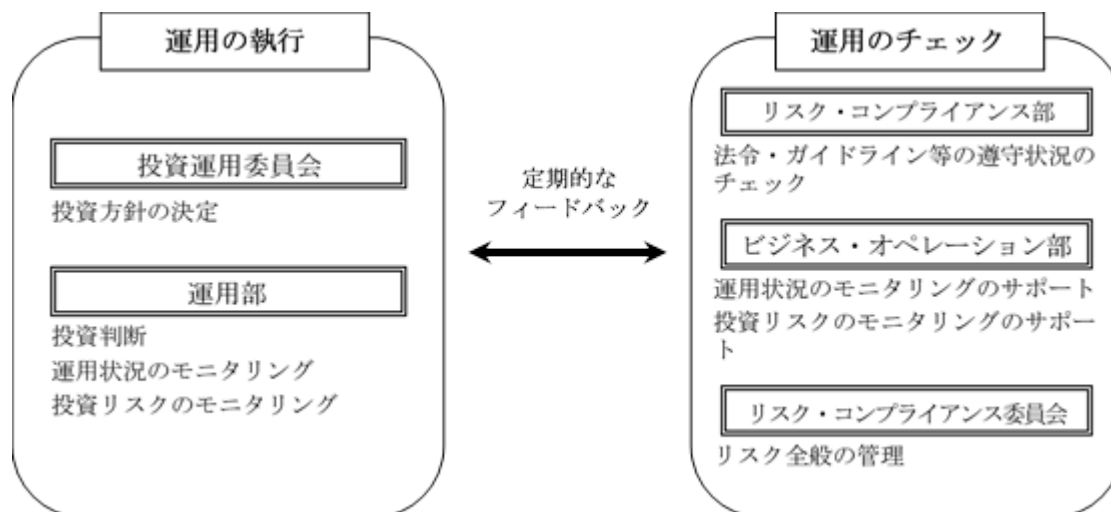 運用の執行
投資運用委員会
投資方針の決定
運用部
投資判断
運用状況のモニタリング
投資リスクのモニタリング
定期的な
フィードバック
運用のチェック
リスク・コンプライアンス部
法令・ガイドライン等の遵守状況の
チェック
ビジネス・オペレーション部
運用状況のモニタリングのサポート
投資リスクのモニタリングのサポー
ト
リスク・コンプライアンス委員会
リスク全般の管理